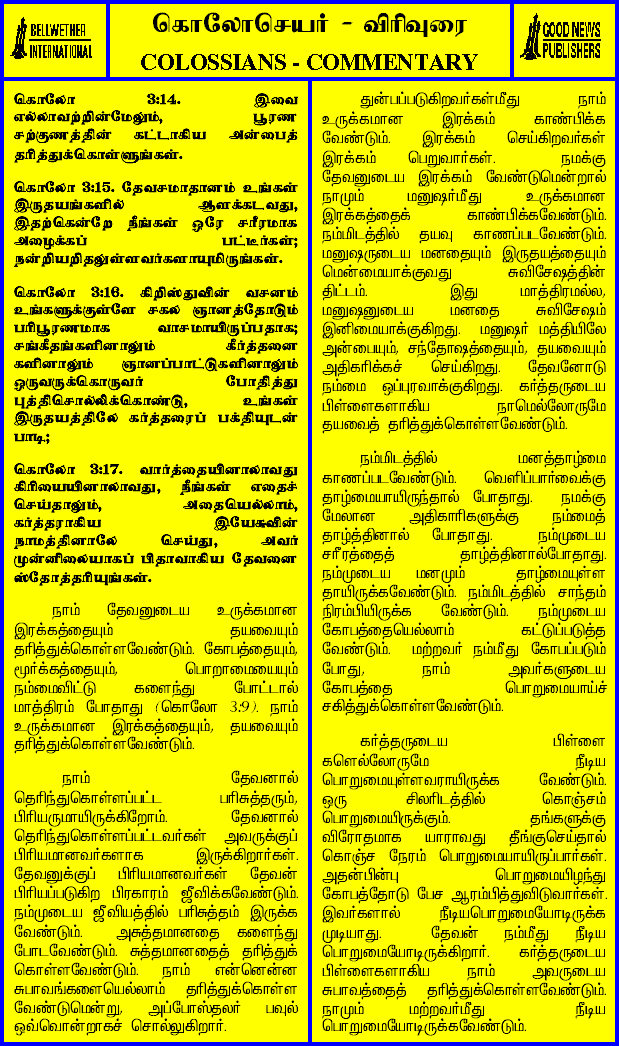 BELLWETHER
INTERNATIONAL
கொலோசெயர் - விரிவுரை
COLOSSIANS - COMMENTARY
GOOD NEWS
PUBLISHERS
கொலோ 3:14. இவை
எல்லாவற்றின்மேலும், பூரண
சற்குணத்தின் கட்டாகிய அன்பைத்
தரித்துக்கொள்ளுங்கள்.
கொலோ 3:15. தேவசமாதானம் உங்கள்
இருதயங்களில் ஆளக்கடவது,
இதற்கென்றே நீங்கள் ஒரே சரீரமாக
அழைக்கப் பட்டீர்கள்;
நன்றியறிதலுள்ளவர்களாயுமிருங்கள்.
கொலோ 3:16. கிறிஸ்துவின் வசனம்
உங்களுக்குள்ளே சகல ஞானத்தோடும்
பரிபூரணமாக வாசமாயிருப்பதாக;
சங்கீதங்களினாலும் கீர்த்தனை
களினாலும் ஞானப்பாட்டுகளினாலும்
ஒருவருக்கொருவர் போதித்து
புத்திசொல்லிக்கொண்டு, உங்கள்
இருதயத்திலே கர்த்தரைப் பக்தியுடன்
பாடி;
கொலோ 3:17. வார்த்தையினாலாவது
கிரியையினாலாவது, நீங்கள் எதைச்
செய்தாலும், அதையெல்லாம்,
கர்த்தராகிய இயேசுவின்
நாமத்தினாலே செய்து, அவர்
முன்னிலையாகப் பிதாவாகிய தேவனை
ஸ்தோத்தரியுங்கள்.
நாம் தேவனுடைய உருக்கமான
இரக்கத்தையும் தயவையும்
தரித்துக்கொள்ளவேண்டும். கோபத்தையும்,
மூர்க்கத்தையும், பொறாமையையும்
நம்மைவிட்டு களைந்து போட்டால்
மாத்திரம் போதாது (கொலோ 3:9). நாம்
உருக்கமான இரக்கத்தையும், தயவையும்
தரித்துக்கொள்ளவேண்டும்.
நாம் தேவனால்
தெரிந்துகொள்ளப்பட்ட பரிசுத்தரும்,
பிரியருமாயிருக்கிறோம். தேவனால்
தெரிந்துகொள்ளப்பட்டவர்கள் அவருக்குப்
பிரியமானவர்களாக இருக்கிறார்கள்.
தேவனுக்குப் பிரியமானவர்கள் தேவன்
பிரியப்படுகிற பிரகாரம் ஜீவிக்கவேண்டும்.
நம்முடைய ஜீவியத்தில் பரிசுத்தம் இருக்க
வேண்டும். அசுத்தமானதை களைந்து
போடவேண்டும். சுத்தமானதைத் தரித்துக்
கொள்ளவேண்டும். நாம் என்னென்ன
சுபாவங்களையெல்லாம் தரித்துக்கொள்ள
வேண்டுமென்று, அப்போஸ்தலர் பவுல்
ஒவ்வொன்றாகச் சொல்லுகிறார்.
துன்பப்படுகிறவர்கள்மீது நாம்
உருக்கமான இரக்கம் காண்பிக்க
வேண்டும். இரக்கம் செய்கிறவர்கள்
இரக்கம் பெறுவார்கள். நமக்கு
தேவனுடைய இரக்கம் வேண்டுமென்றால்
நாமும் மனுஷர்மீது உருக்கமான
இரக்கத்தைக் காண்பிக்கவேண்டும்.
நம்மிடத்தில் தயவு காணப்படவேண்டும்.
மனுஷருடைய மனதையும் இருதயத்தையும்
மென்மையாக்குவது சுவிசேஷத்தின்
திட்டம். இது மாத்திரமல்ல,
மனுஷனுடைய மனதை சுவிசேஷம்
இனிமையாக்குகிறது. மனுஷர் மத்தியிலே
அன்பையும், சந்தோஷத்தையும், தயவையும்
அதிகரிக்கச் செய்கிறது. தேவனோடு
நம்மை ஒப்புரவாக்குகிறது. கர்த்தருடைய
பிள்ளைகளாகிய நாமெல்லோருமே
தயவைத் தரித்துக்கொள்ளவேண்டும்.
நம்மிடத்தில் மனத்தாழ்மை
காணப்படவேண்டும். வெளிப்பார்வைக்கு
தாழ்மையாயிருந்தால் போதாது. நமக்கு
மேலான அதிகாரிகளுக்கு நம்மைத்
தாழ்த்தினால் போதாது. நம்முடைய
சரீரத்தைத் தாழ்த்தினால்போதாது.
நம்முடைய மனமும் தாழ்மையுள்ள
தாயிருக்கவேண்டும். நம்மிடத்தில் சாந்தம்
நிரம்பியிருக்க வேண்டும். நம்முடைய
கோபத்தையெல்லாம் கட்டுப்படுத்த
வேண்டும். மற்றவர் நம்மீது கோபப்படும்
போது, நாம் அவர்களுடைய
கோபத்தை பொறுமையாய்ச்
சகித்துக்கொள்ளவேண்டும்.
கர்த்தருடைய பிள்ளை
களெல்லோருமே நீடிய
பொறுமையுள்ளவராயிருக்க வேண்டும்.
ஒரு சிலரிடத்தில் கொஞ்சம்
பொறுமையிருக்கும். தங்களுக்கு
விரோதமாக யாராவது தீங்குசெய்தால்
கொஞ்ச நேரம் பொறுமையாயிருப்பார்கள்.
அதன்பின்பு பொறுமையிழந்து
கோபத்தோடு பேச ஆரம்பித்துவிடுவார்கள்.
இவர்களால் நீடியபொறுமையோடிருக்க
முடியாது. தேவன் நம்மீது நீடிய
பொறுமையோடிருக்கிறார். கர்த்தருடைய
பிள்ளைகளாகிய நாம் அவருடைய
சுபாவத்தைத் தரித்துக்கொள்ளவேண்டும்.
நாமும் மற்றவர்மீது நீடிய
பொறுமையோடிருக்கவேண்டும்.